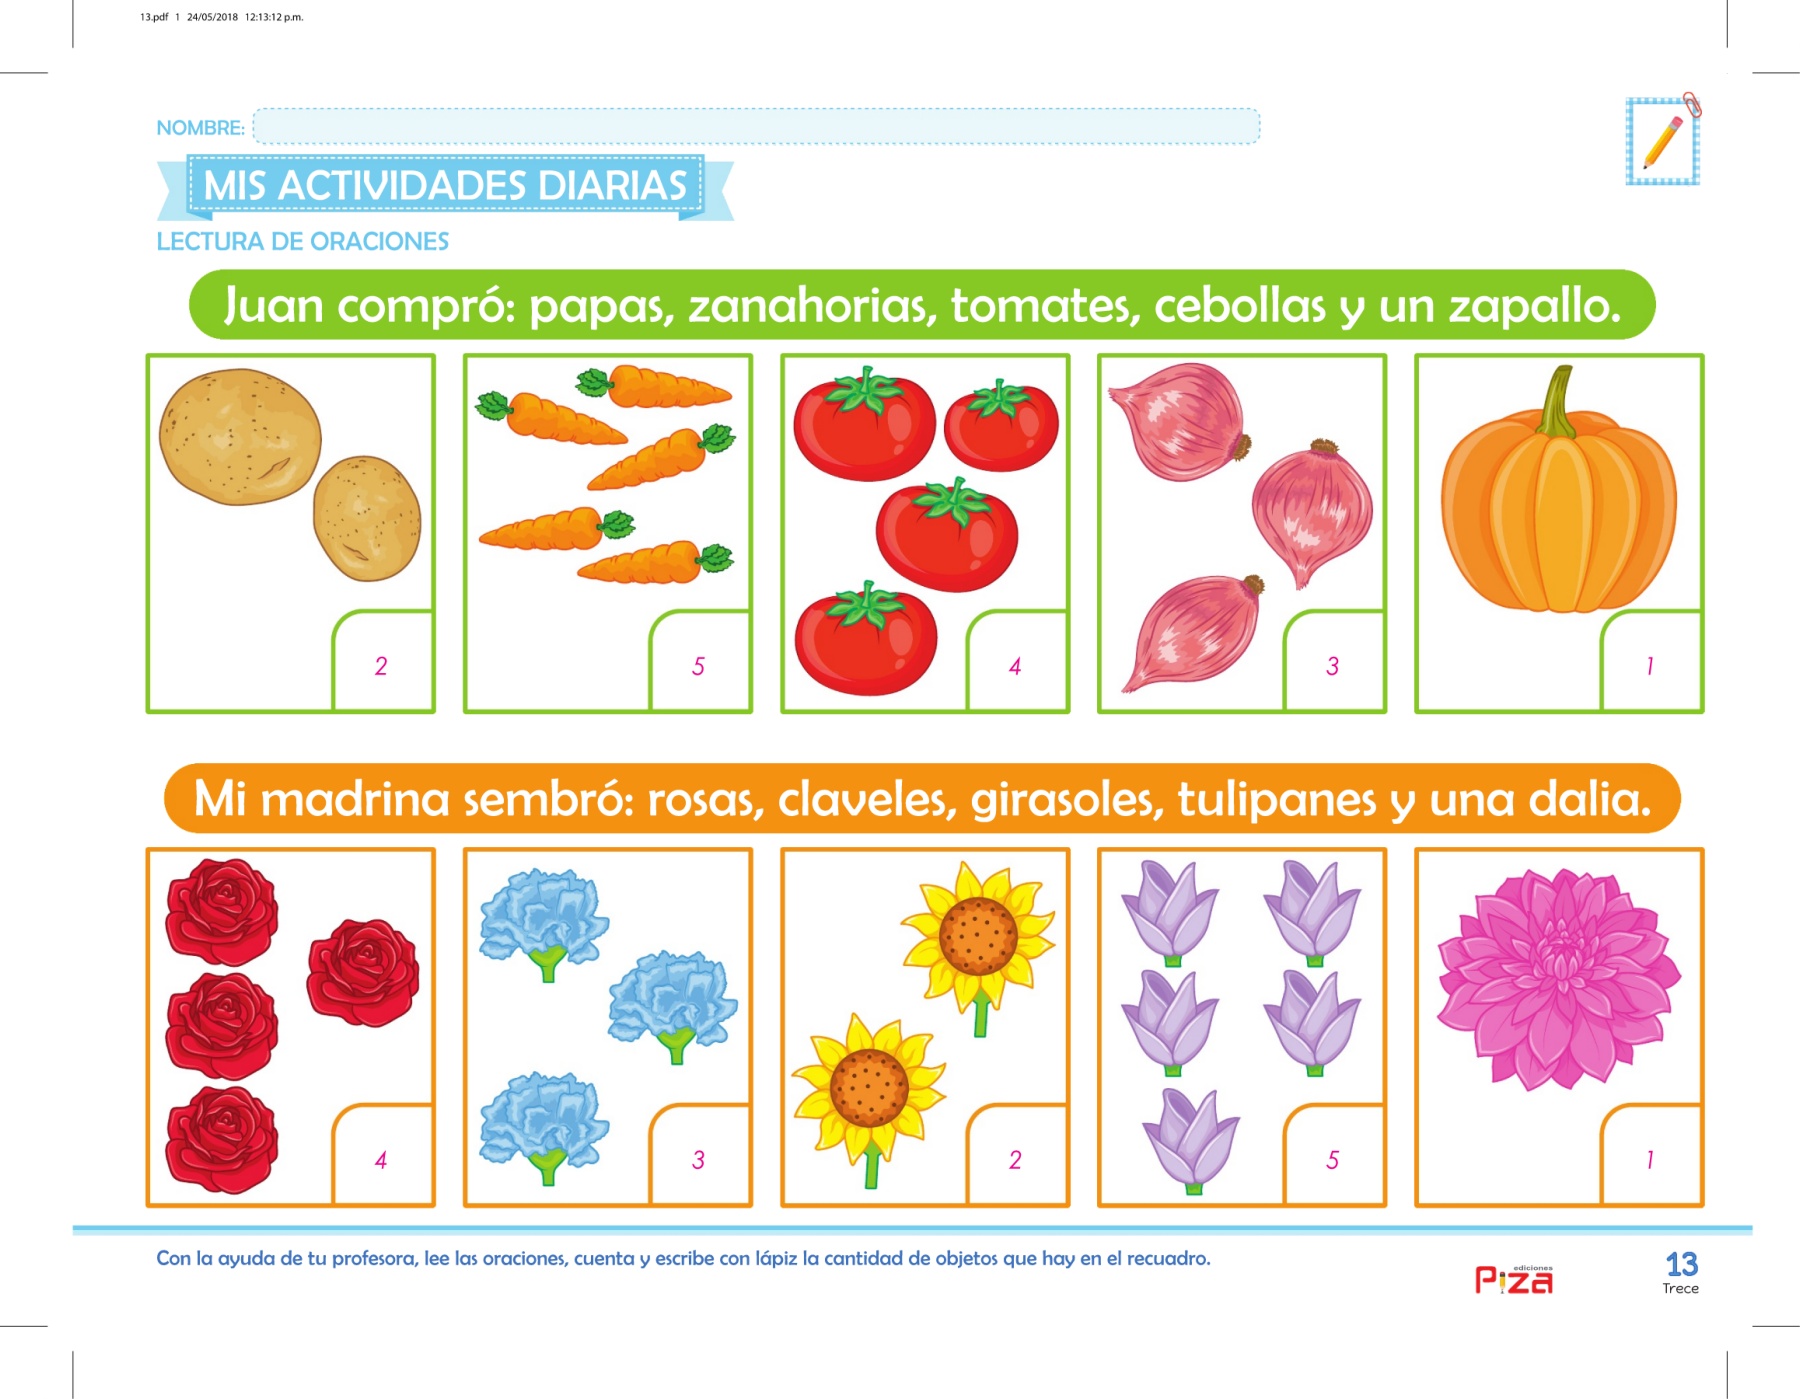 13.pdf 1 24/05/2018 12:13:12 p.m.
NOMBRE:
MIS ACTIVIDADES DIARIAS
LECTURA DE ORACIONES
Juan compró: papas, zanahorias, tomates, cebollas y un zapallo.
2 5 4 3 1
Mi madrina sembró: rosas, claveles, girasoles, tulipanes y una dalia.
4 3 2 5 1
Con la ayuda de tu profesora, lee las oraciones, cuenta y escribe con lápiz la cantidad de objetos que hay en el recuadro.
ediciones
Piza
13
Trece